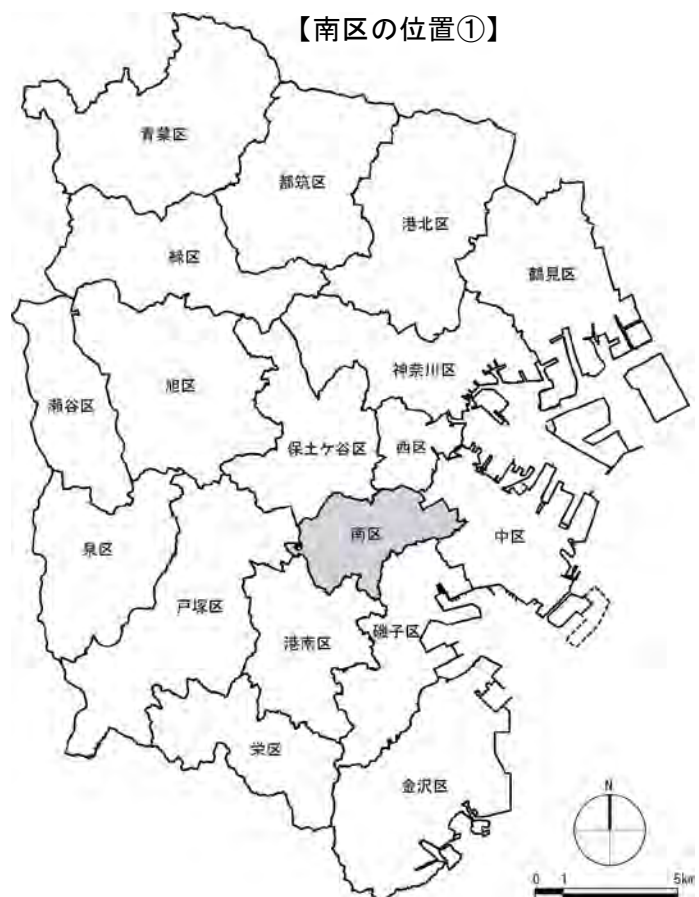 【南区の位置①】
青葉区
都筑区
港北区
緑区
鶴見区
神奈川区
旭区
瀬谷区
保土ケ谷区
西区
南区
中区
泉区
戸塚区
磯子区
港南区
栄区
金沢区
N
0 1 5km